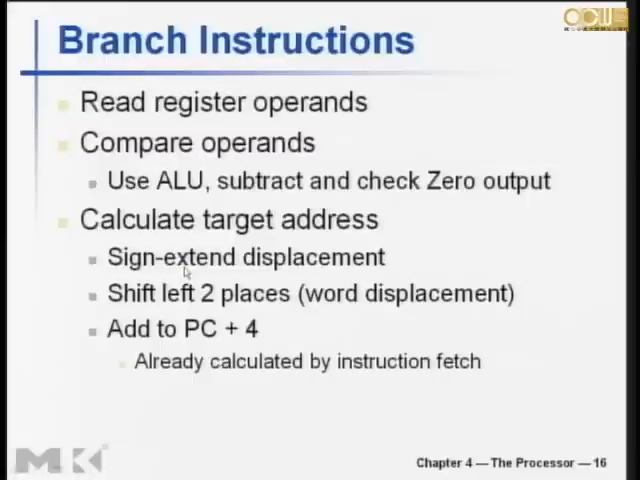 OCW
Branch Instructions
Read register operands
Compare operands
Use ALU, subtract and check Zero output
Calculate target address
Sign-extend displacement
Shift left 2 places (word displacement)
Add to PC + 4
Already calculated by instruction fetch
MK
Chapter 4 — The Processor — 16